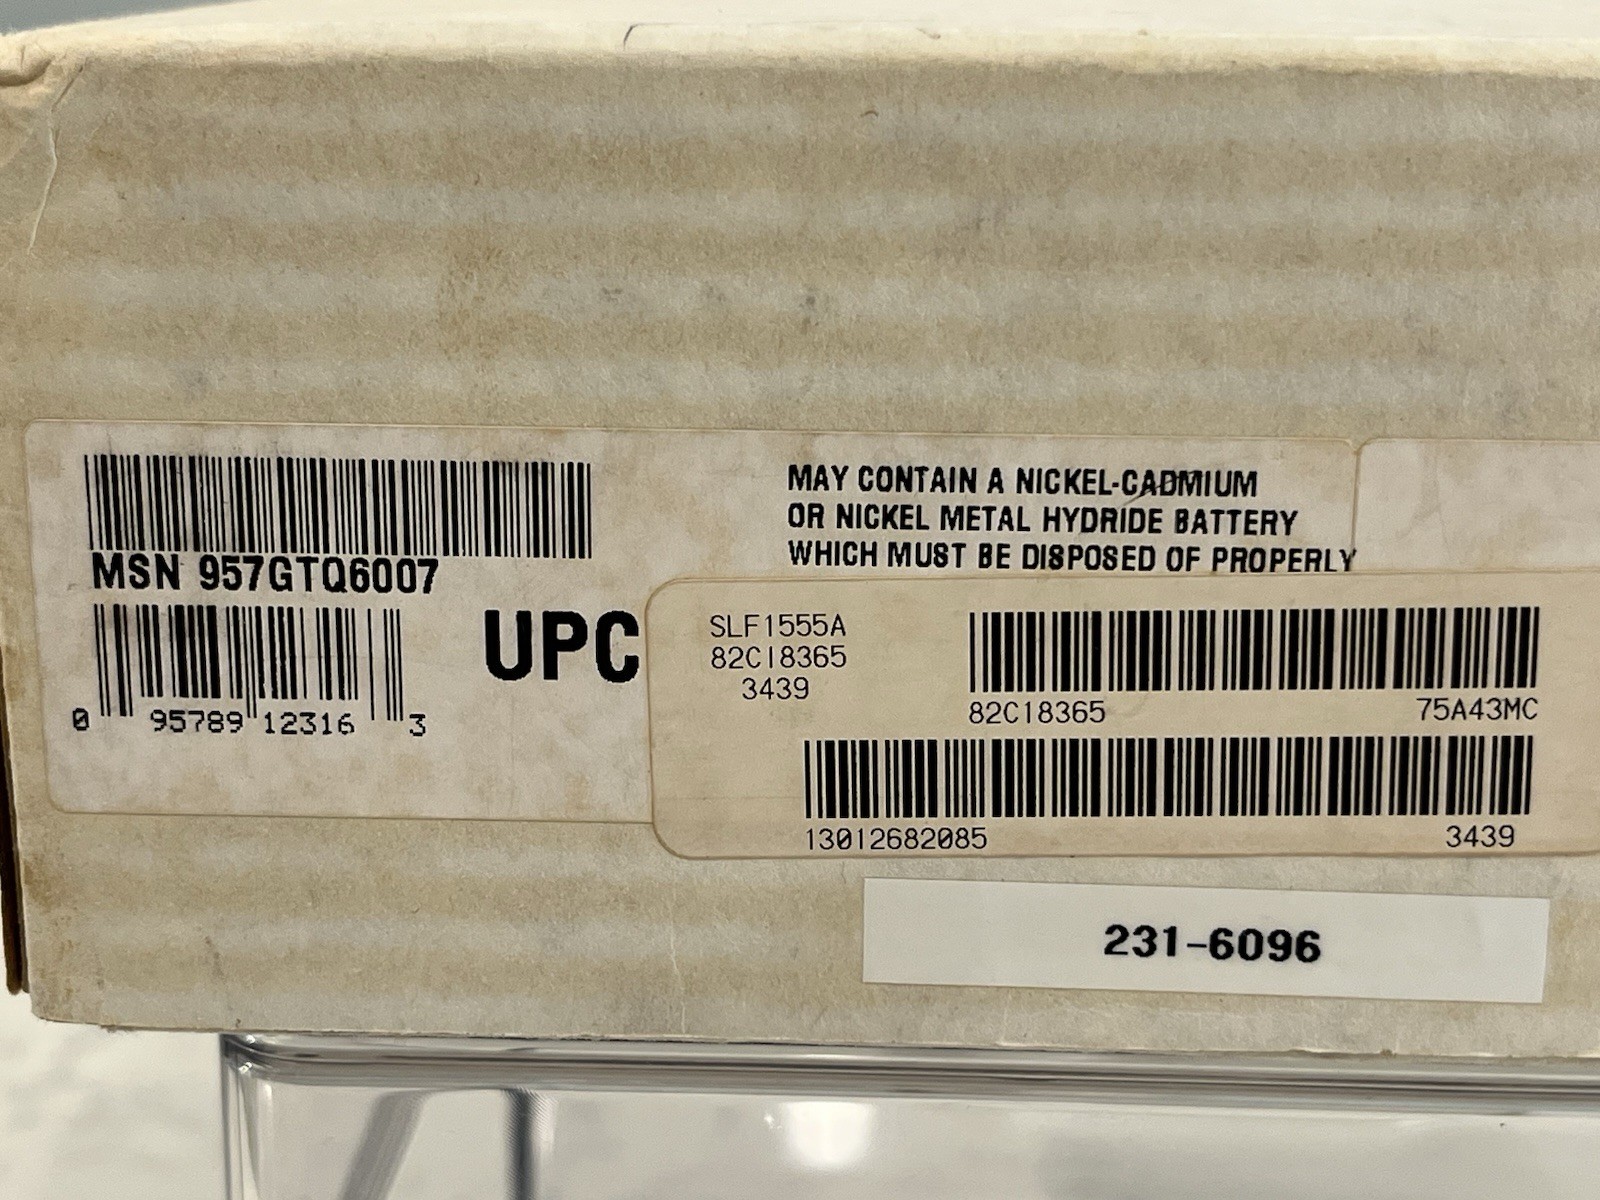 MSN 957GTQ6007
UPC
0 95789 12316 3
MAY CONTAIN A NICKEL-CADMIUM
OR NICKEL METAL HYDRIDE BATTERY
WHICH MUST BE DISPOSED OF PROPERLY
SLF1555A
82C18365
3439
82C18365 75A43MC
13012682085 3439
231-6096